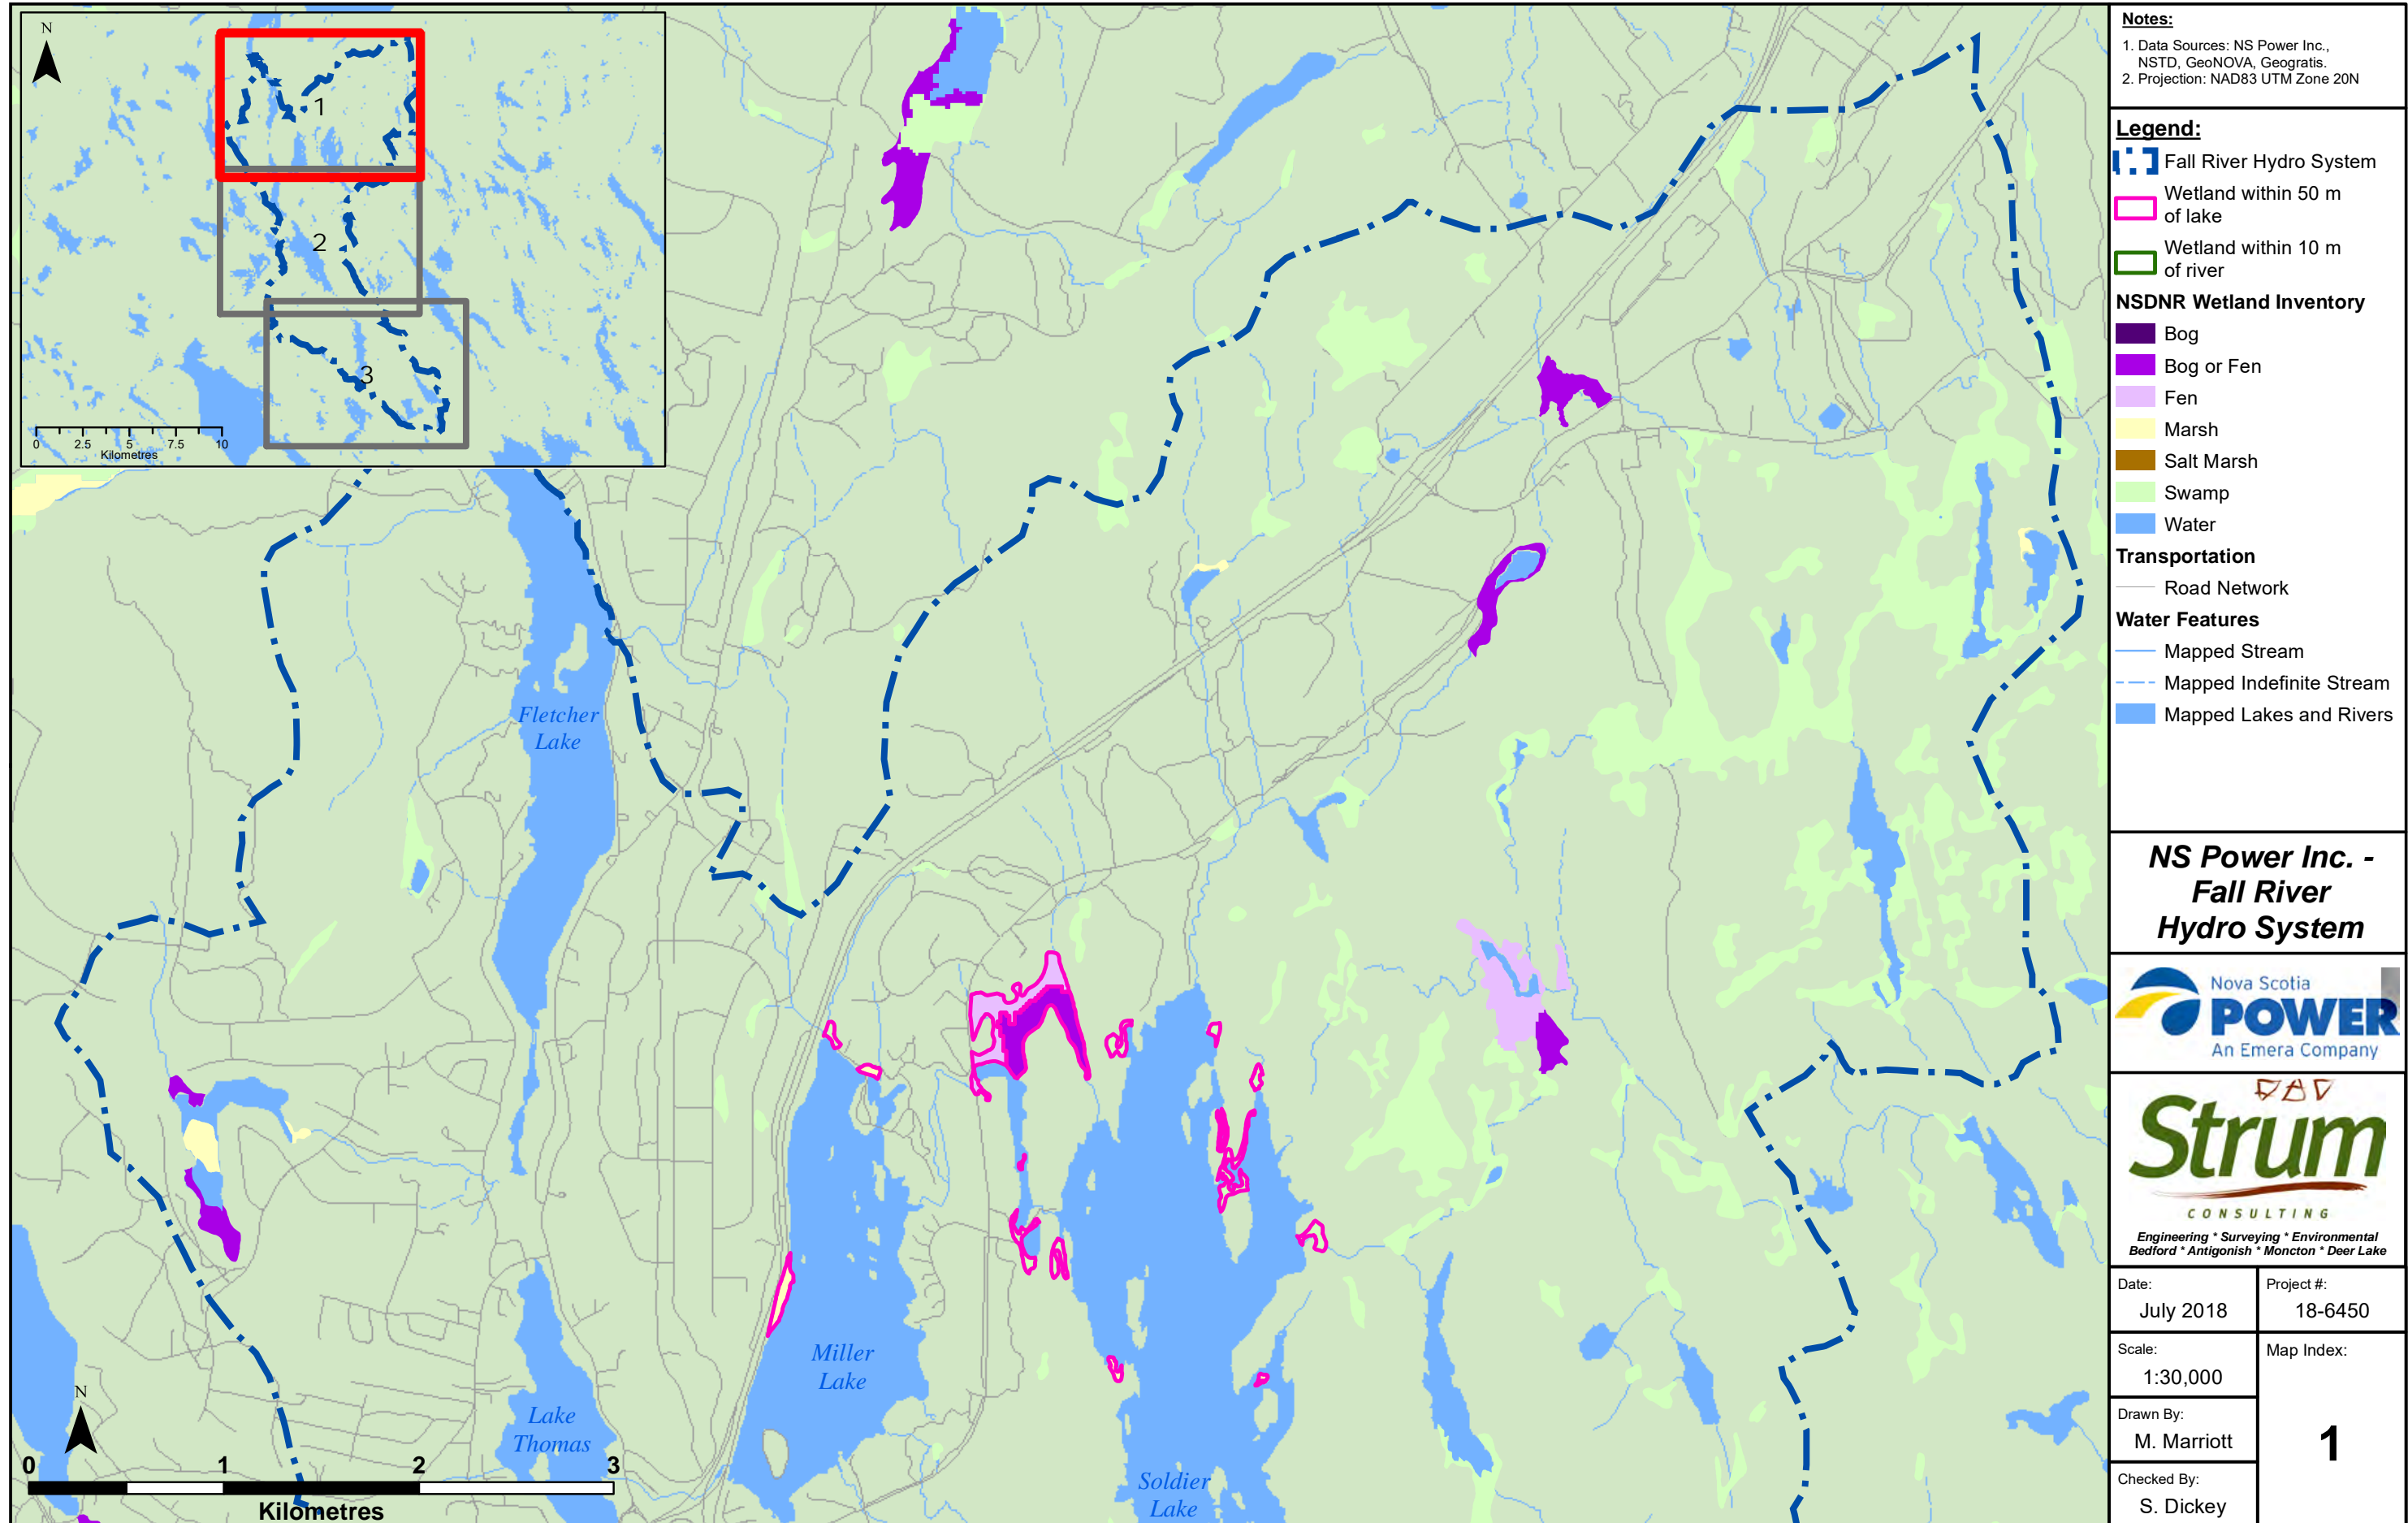 N
1
2
3
0
2.5
5
7.5
10
Kilometres
Fletcher
Lake
Miller
Lake
Lake
Thomas
Soldier
Lake
N
0
1
2
3
Kilometres
Notes:
1. Data Sources: NS Power Inc.,
NSTD, GeoNOVA, Geogratis.
2. Projection: NAD83 UTM Zone 20N
Legend:
Fall River Hydro System
Wetland within 50 m
of lake
Wetland within 10 m
of river
NSDNR Wetland Inventory
Bog
Bog or Fen
Fen
Marsh
Salt Marsh
Swamp
Water
Transportation
Road Network
Water Features
Mapped Stream
Mapped Indefinite Stream
Mapped Lakes and Rivers
NS Power Inc. -
Fall River
Hydro System
Nova Scotia
POWER
An Emera Company
Strum
CONSULTING
Engineering * Surveying * Environmental
Bedford * Antigonish * Moncton * Deer Lake
Date:
July 2018
Project #:
18-6450
Scale:
1:30,000
Map Index:
1
Drawn By:
M. Marriott
Checked By:
S. Dickey